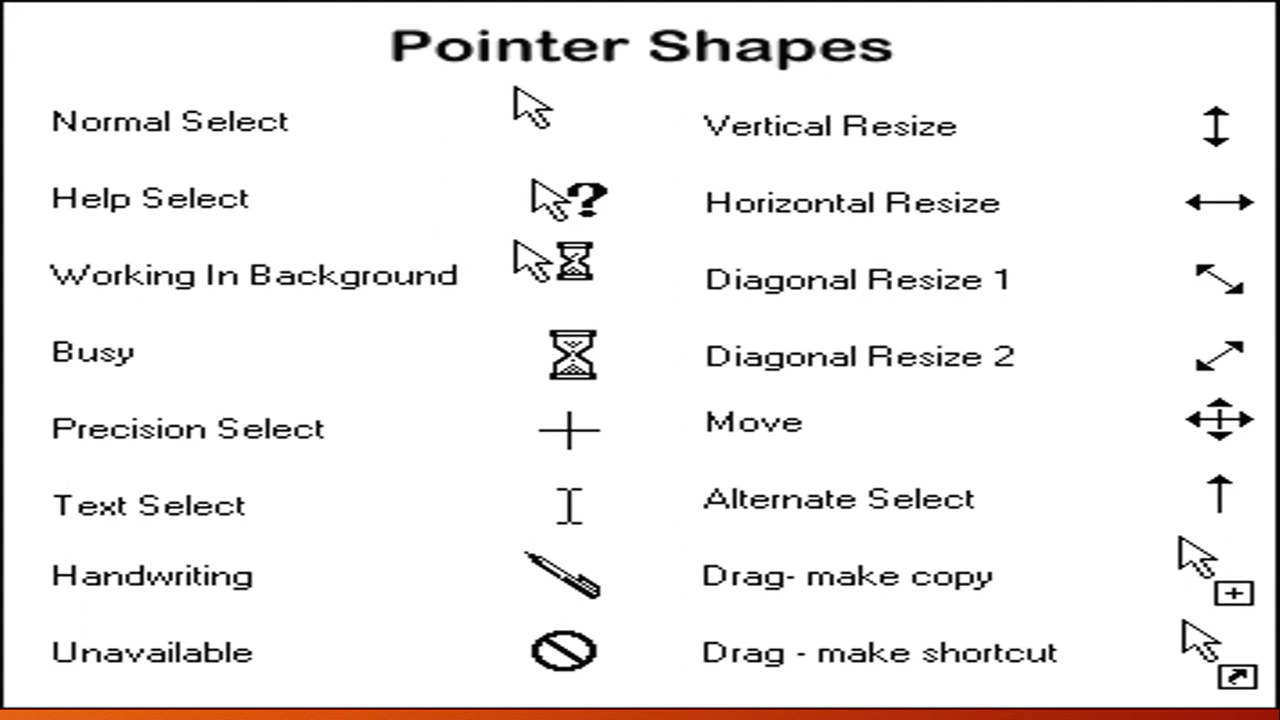 Pointer Shapes
Normal Select
Help Select
Working In Background
Busy
Precision Select
Text Select
Handwriting
Unavailable
Vertical Resize
Horizontal Resize
Diagonal Resize 1
Diagonal Resize 2
Move
Alternate Select
Drag- make copy
Drag - make shortcut